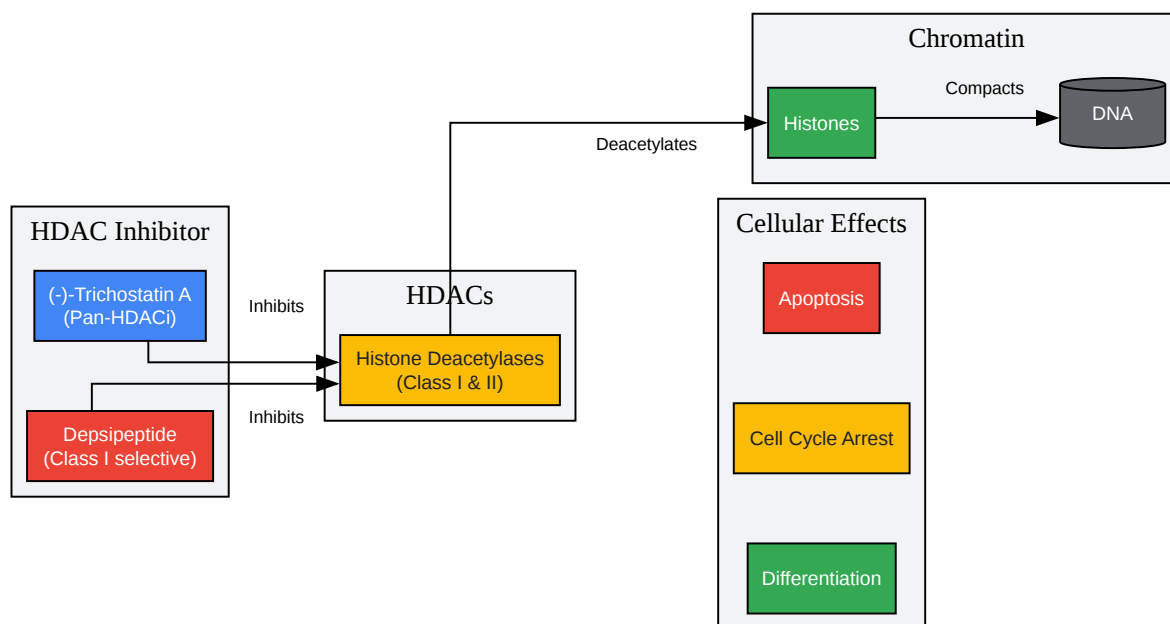 HDAC Inhibitor
(-)-Trichostatin A
(Pan-HDACi)
Depsipeptide
(Class I selective)
Inhibits
Inhibits
HDACs
Histone Deacetylases
(Class I & II)
Deacetylates
Chromatin
Histones
Compacts
DNA
Cellular Effects
Apoptosis
Cell Cycle Arrest
Differentiation